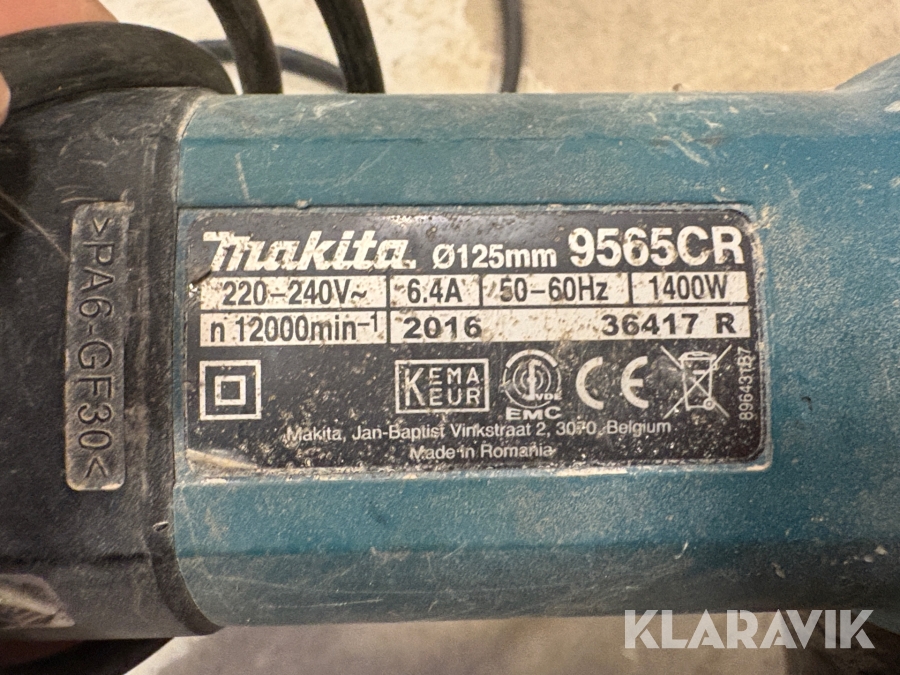 >PA6-GF30<
makita Ø125mm 9565CR
220-240V~ 6.4A 50-60Hz 1400W
n 12000min-1 2016 36417 R
KEMA
KEUR
VDE
EMC
CE
896431B7
Makita, Jan-Baptist Vinkstraat 2, 3070, Belgium
Made in Romania
KLARAVIK